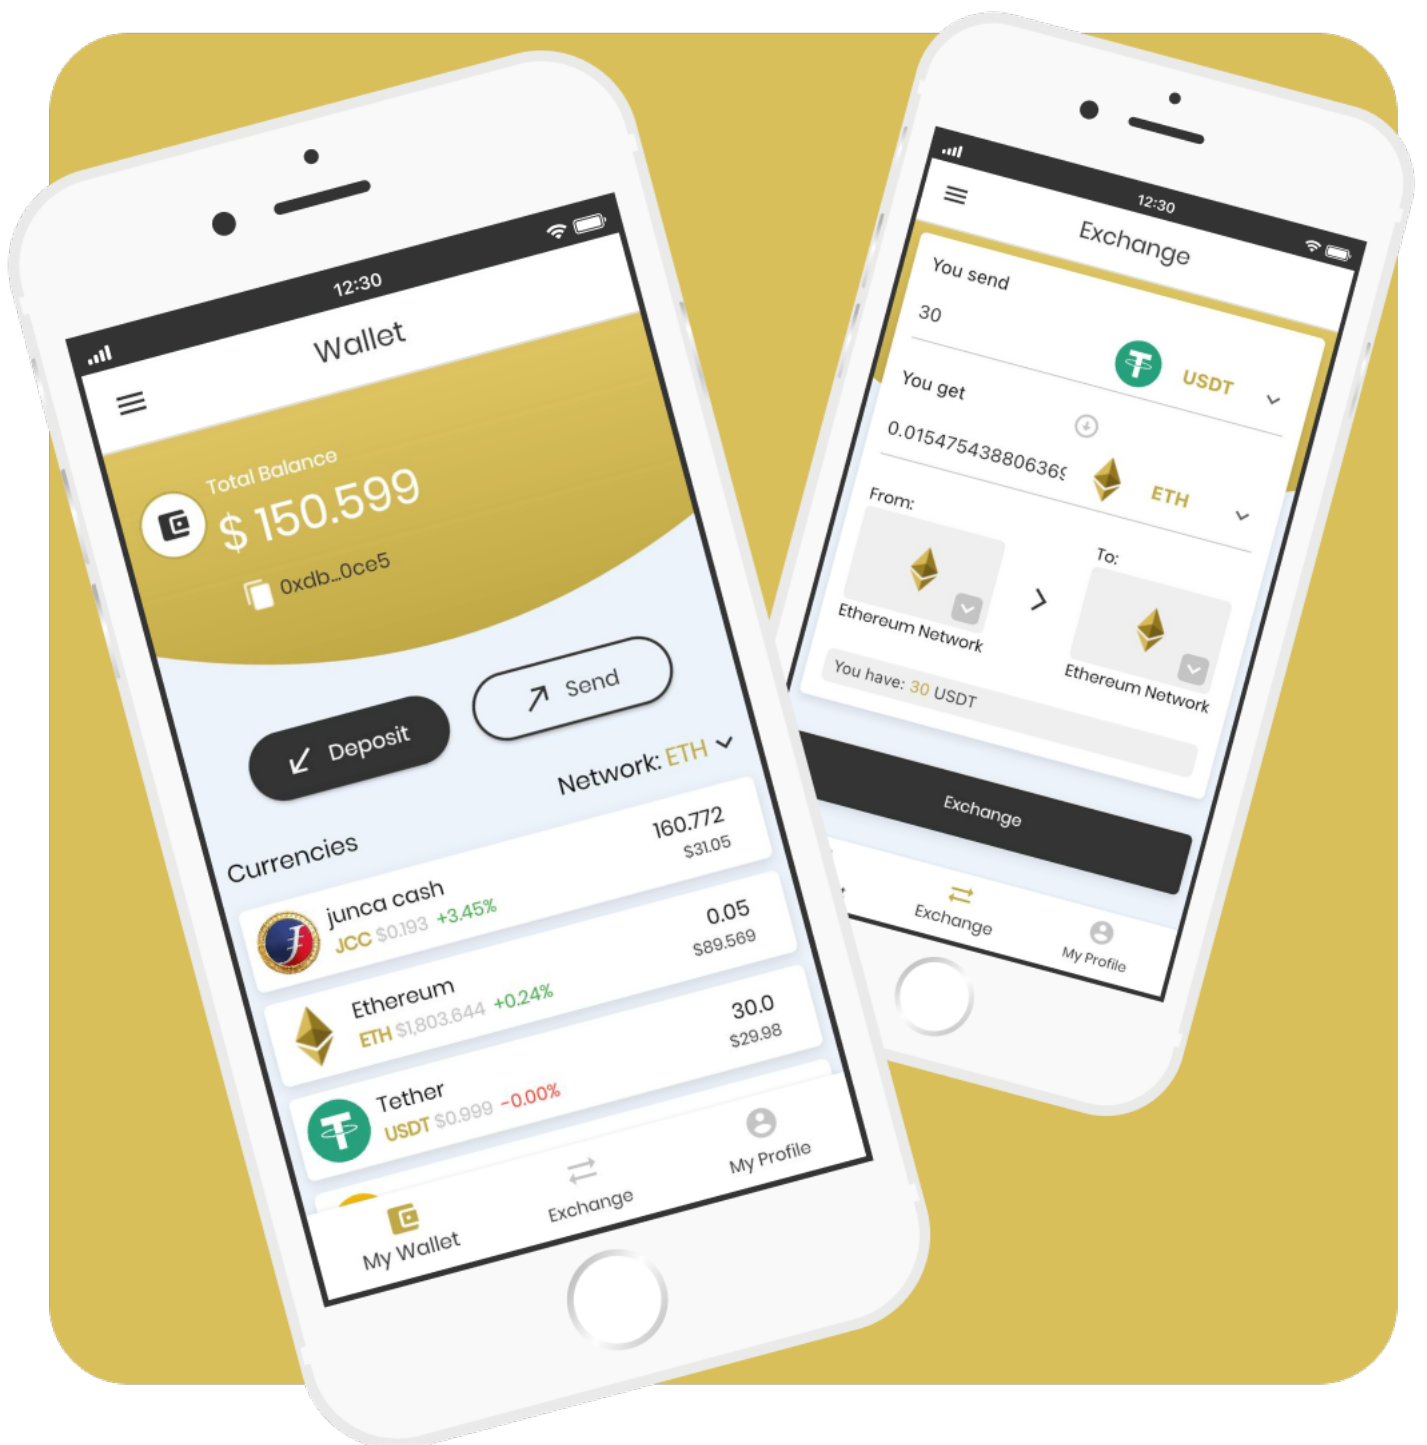 12:30
Wallet
Total Balance
$ 150.599
0xdb...0ce5
Deposit
Send
Network: ETH
Currencies
junca cash
JCC $0.193 +3.45%
160.772
$31.05
Ethereum
ETH $1,803.644 +0.24%
0.05
$89.569
Tether
USDT $0.999 -0.00%
30.0
$29.98
My Wallet
Exchange
My Profile
12:30
Exchange
You send
30
USDT
You get
0.01547543880636
ETH
From:
Ethereum Network
To:
Ethereum Network
You have: 30 USDT
Exchange
Exchange
My Profile